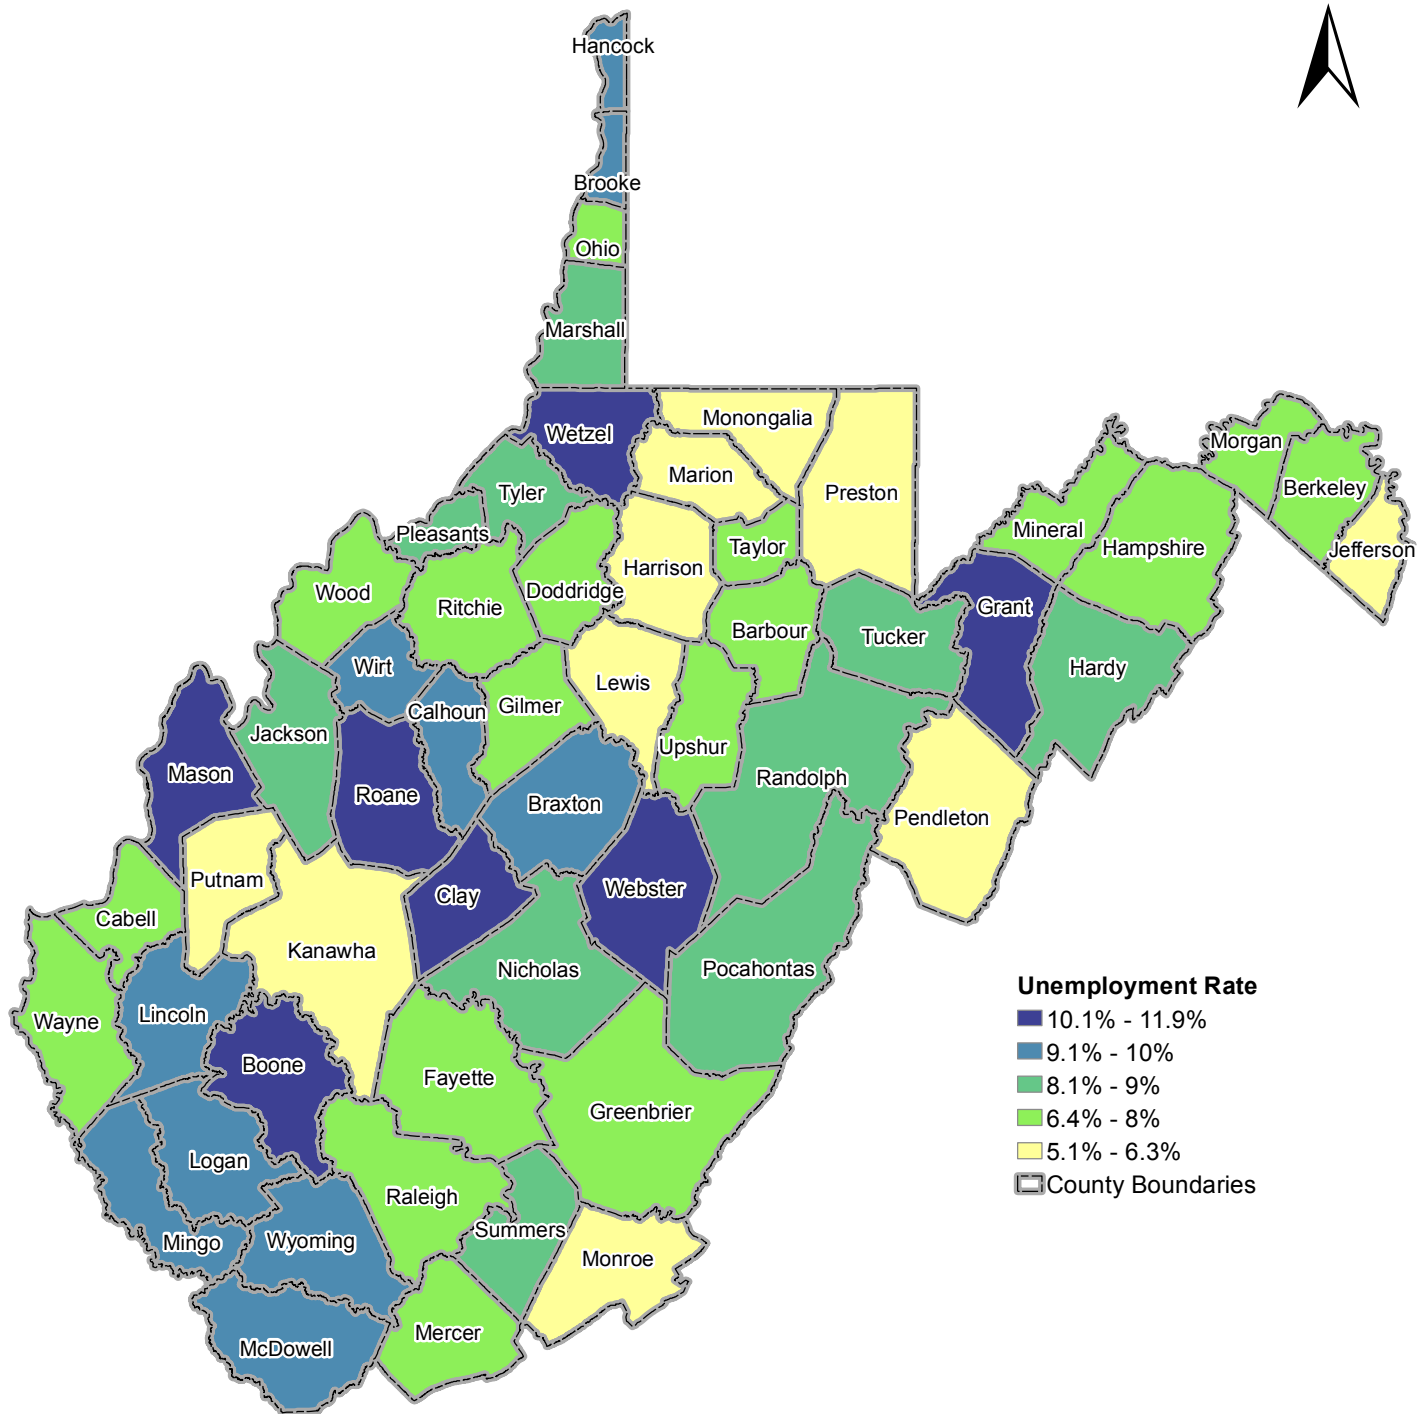 Hancock
Brooke
Ohio
Marshall
Wetzel
Monongalia
Marion
Preston
Morgan
Berkeley
Jefferson
Mineral
Hampshire
Tyler
Pleasants
Taylor
Harrison
Doddridge
Wood
Ritchie
Grant
Barbour
Tucker
Hardy
Wirt
Lewis
Calhoun
Gilmer
Jackson
Upshur
Mason
Randolph
Roane
Braxton
Pendleton
Putnam
Clay
Webster
Cabell
Kanawha
Nicholas
Pocahontas
Wayne
Lincoln
Boone
Fayette
Greenbrier
Logan
Raleigh
Summers
Mingo
Wyoming
Monroe
Mercer
McDowell
Unemployment Rate
10.1% - 11.9%
9.1% - 10%
8.1% - 9%
6.4% - 8%
5.1% - 6.3%
County Boundaries